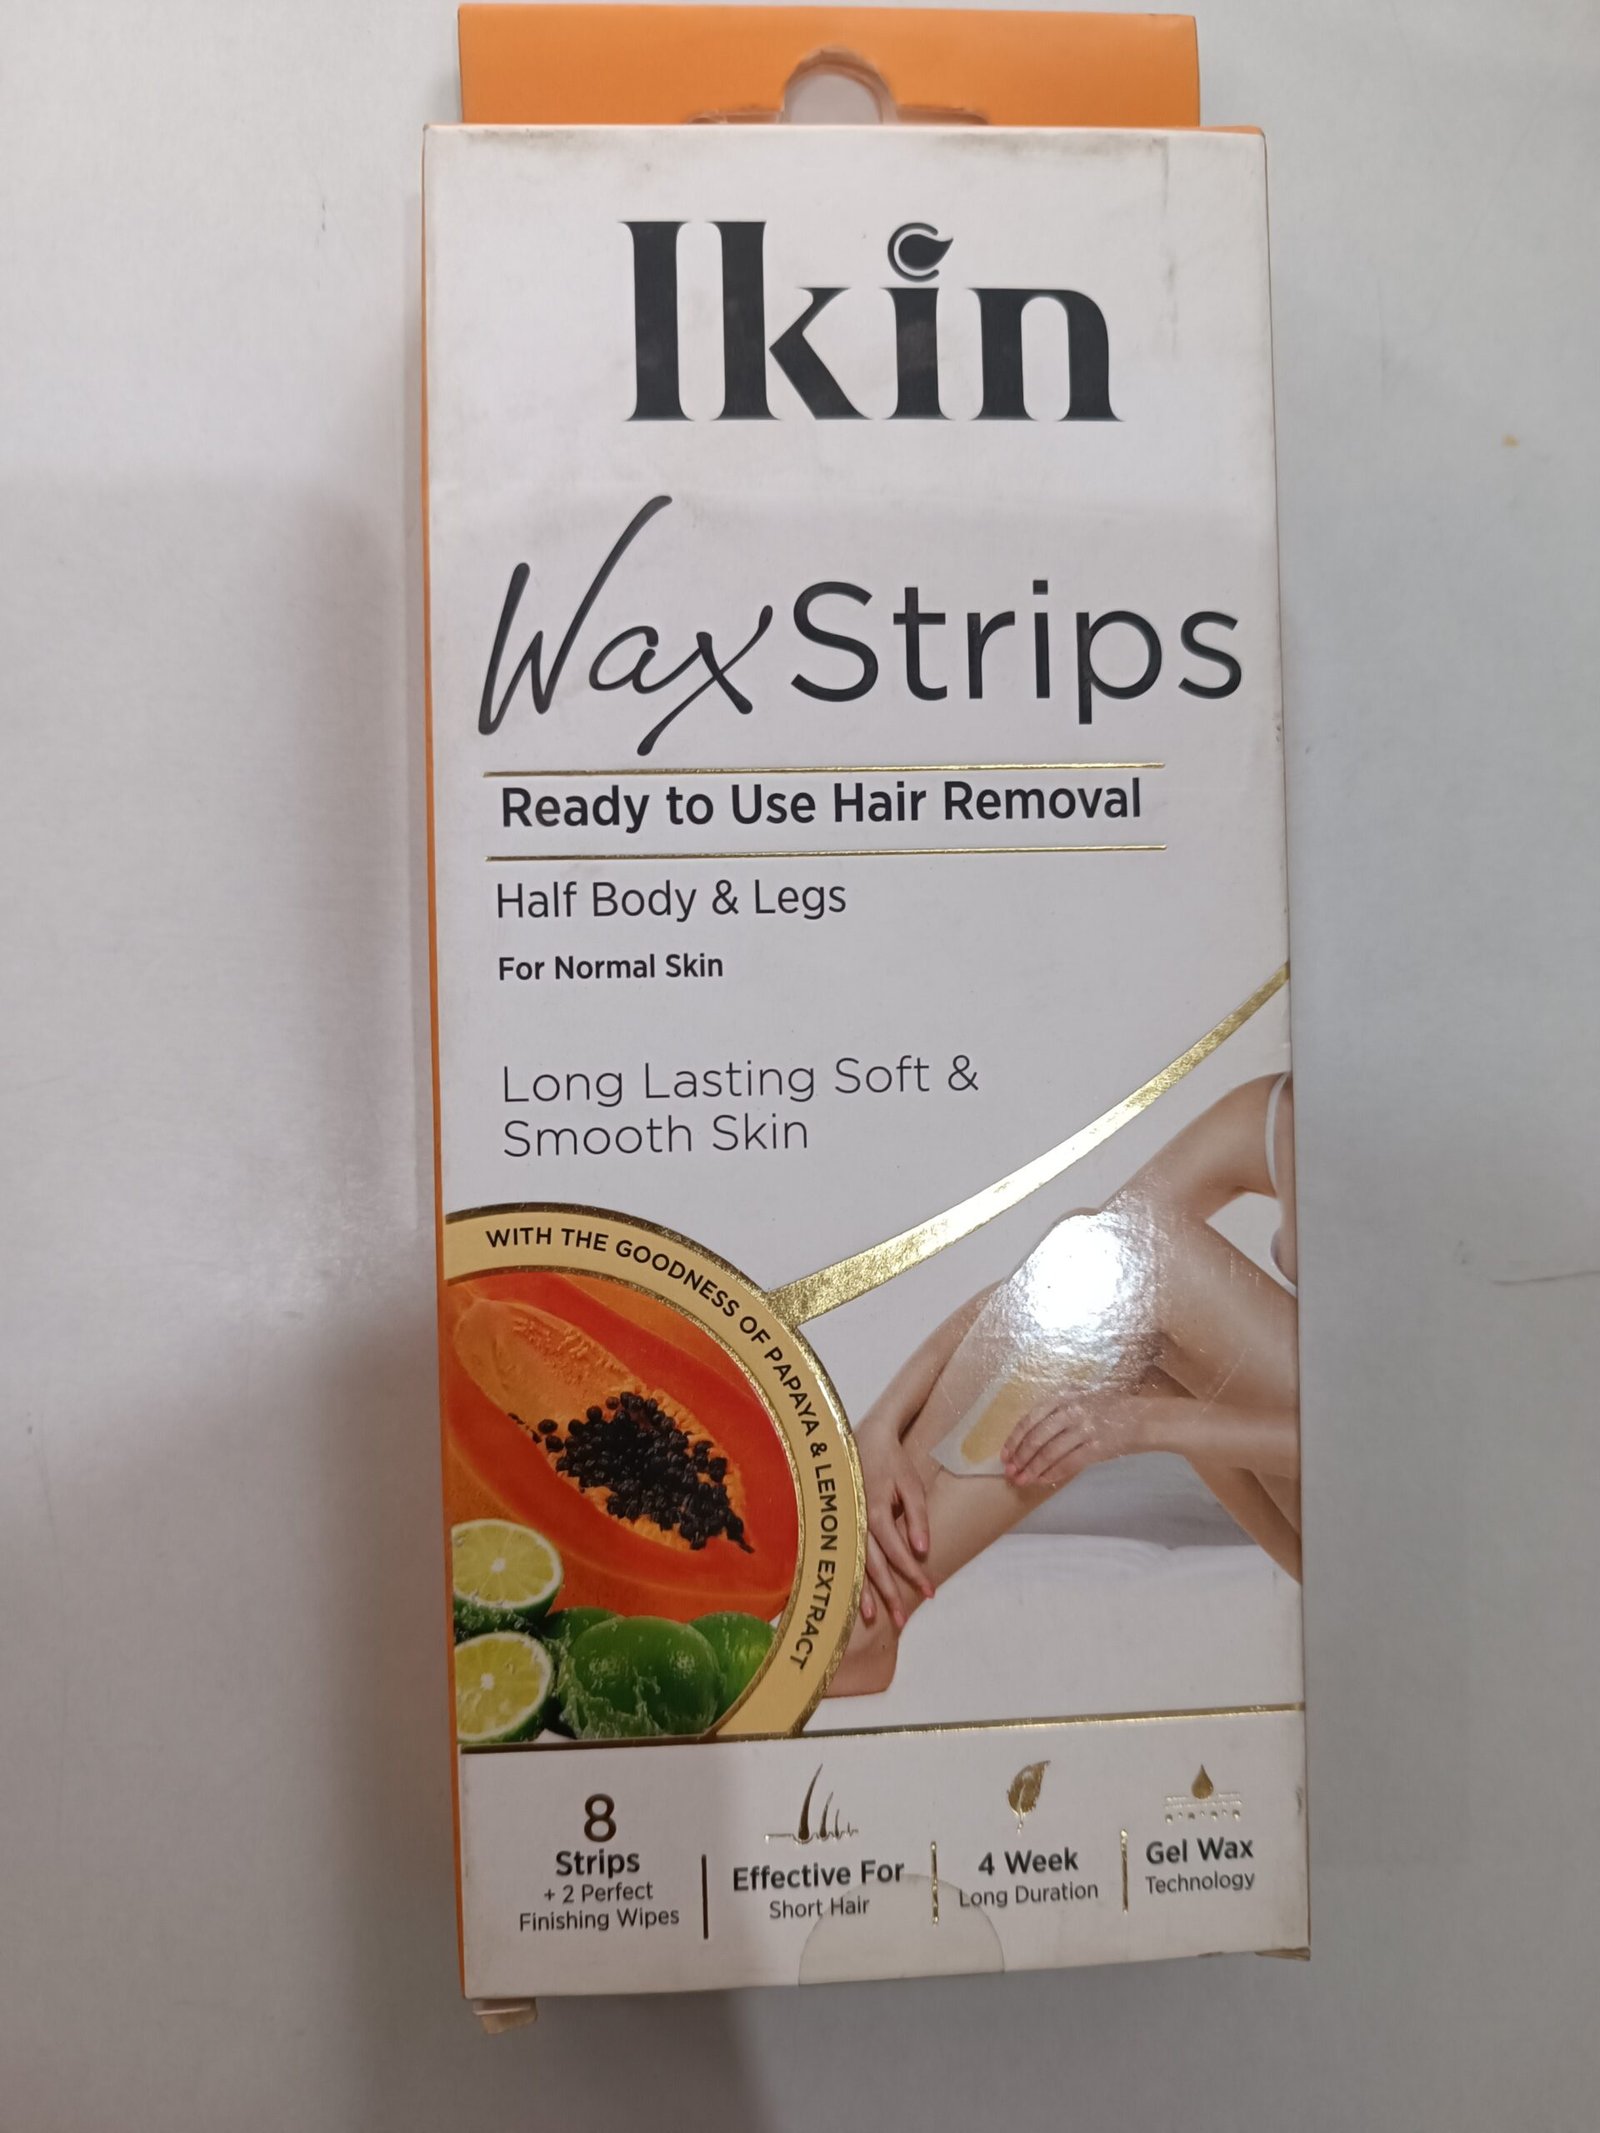 Ikin
Wax Strips
Ready to Use Hair Removal
Half Body & Legs
For Normal Skin
Long Lasting Soft &
Smooth Skin
WITH THE GOODNESS OF PAPAYA & LEMON EXTRACT
8
Strips
+ 2 Perfect
Finishing Wipes
Effective For
Short Hair
4 Week
Long Duration
Gel Wax
Technology